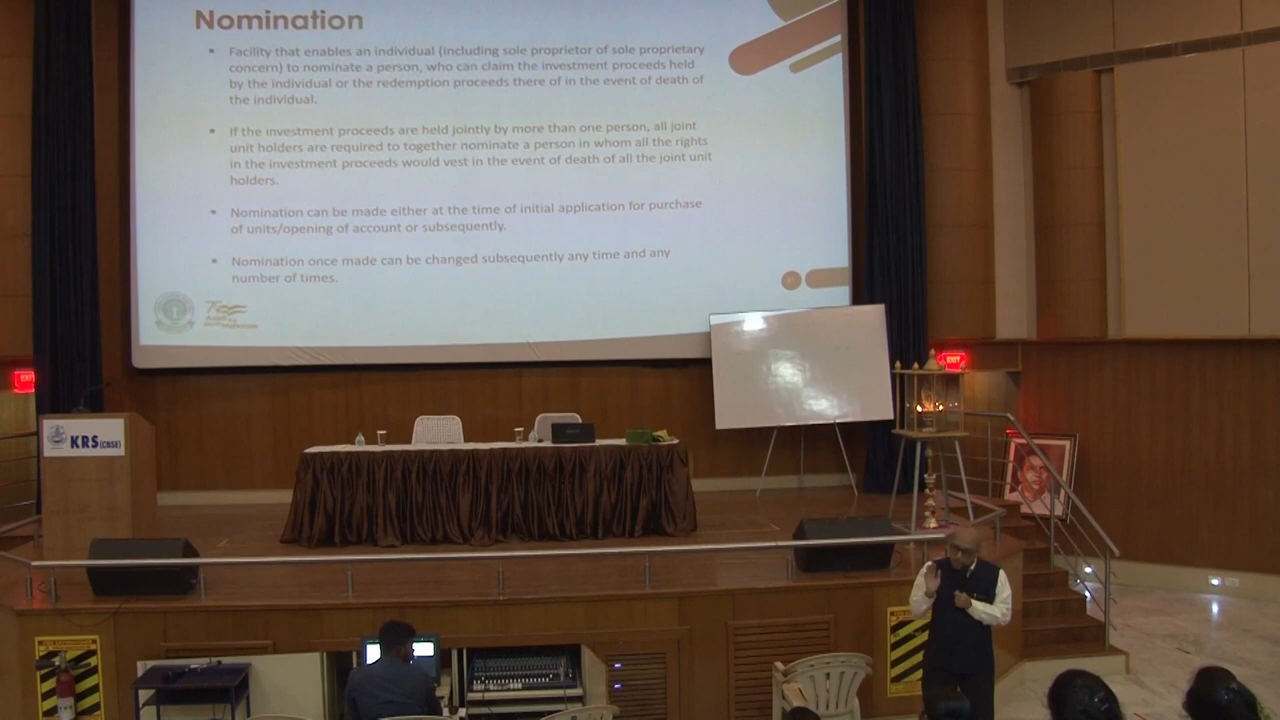 Nomination
▪ Facility that enables an individual (including sole proprietor of sole proprietary
concern) to nominate a person, who can claim the investment proceeds held
by the individual or the redemption proceeds there of in the event of death of
the individual.
▪ If the investment proceeds are held jointly by more than one person, all joint
unit holders are required to together nominate a person in whom all the rights
in the investment proceeds would vest in the event of death of all the joint unit
holders.
▪ Nomination can be made either at the time of initial application for purchase
of units/opening of account or subsequently.
▪ Nomination once made can be changed subsequently any time and any
number of times.
EXIT
EXIT
KRS (CBSE)